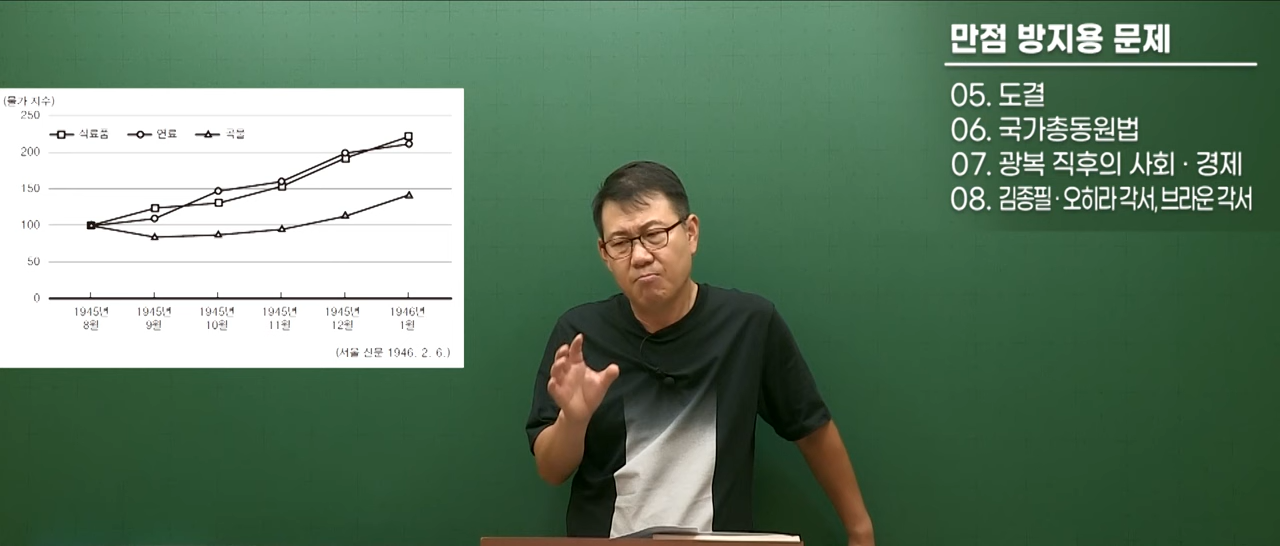 만점 방지용 문제
05. 도결
06. 국가총동원법
07. 광복 직후의 사회 · 경제
08. 김종필 · 오히라 각서, 브라운 각서
(물가 지수)
250
식료품 연료 곡물
200
150
100
50
0
1945년 1945년 1945년 1945년 1945년 1946년
8월 9월 10월 11월 12월 1월
(서울 신문 1946. 2. 6.)